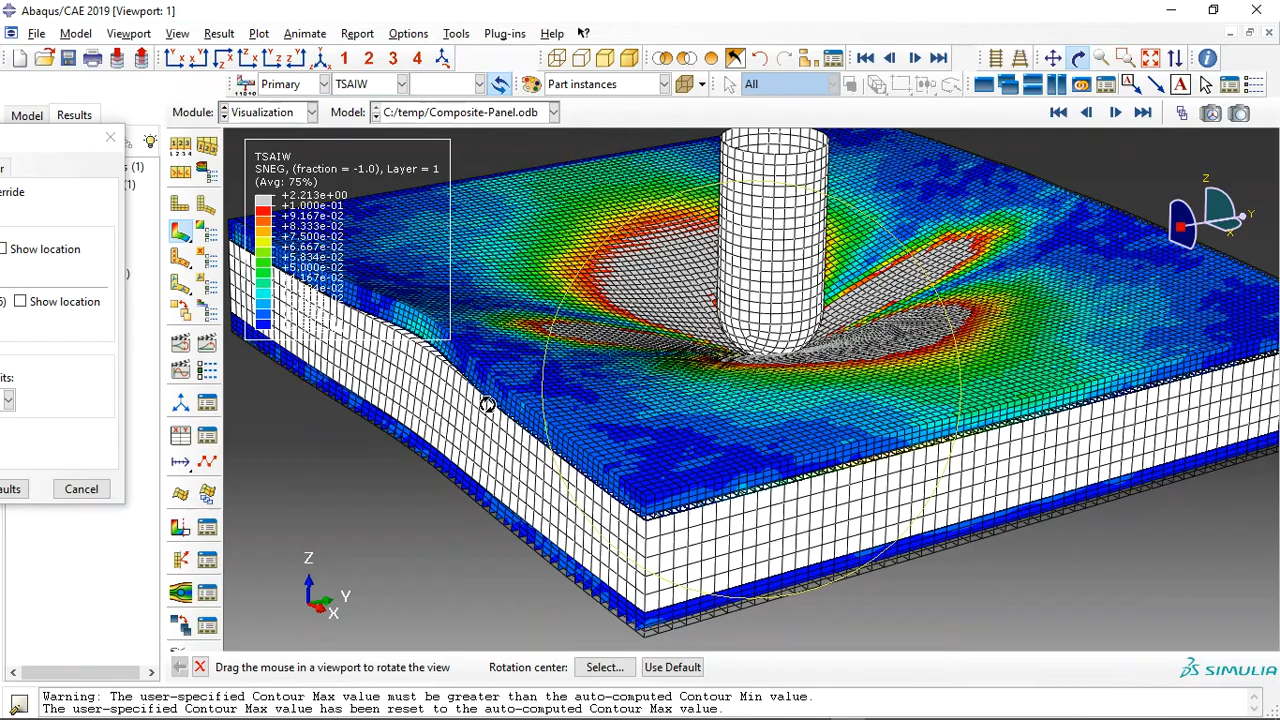 Abaqus/CAE 2019 [Viewport: 1]
File Model Viewport View Result Plot Animate Report Options Tools Plug-ins Help
1 2 3 4
Primary TSAIW Part instances All
Model Results Module: Visualization Model: C:/temp/Composite-Panel.odb
TSAIW
SNEG, (fraction = -1.0), Layer = 1
(Avg: 75%)
+2.213e+00
+1.000e-01
+9.167e-02
+8.333e-02
+7.500e-02
+6.667e-02
+5.834e-02
+5.000e-02
Show location
Show location
Cancel
Z
Y
X
Z
Y
X
Drag the mouse in a viewport to rotate the view Rotation center: Select... Use Default
SIMULIA
Warning: The user-specified Contour Max value must be greater than the auto-computed Contour Min value.
The user-specified Contour Max value has been reset to the auto-computed Contour Max value.